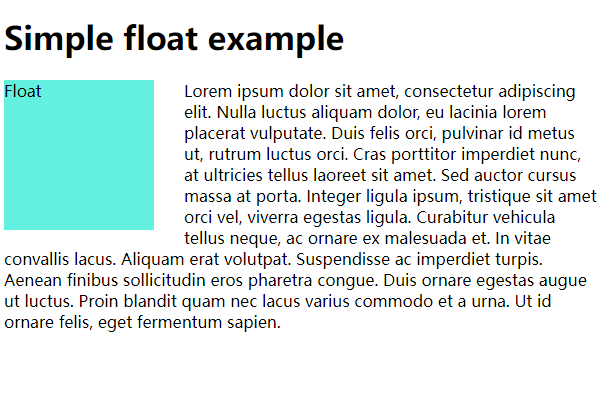 Simple float example
Float
Lorem ipsum dolor sit amet, consectetur adipiscing
elit. Nulla luctus aliquam dolor, eu lacinia lorem
placerat vulputate. Duis felis orci, pulvinar id metus
ut, rutrum luctus orci. Cras porttitor imperdiet nunc,
at ultricies tellus laoreet sit amet. Sed auctor cursus
massa at porta. Integer ligula ipsum, tristique sit amet
orci vel, viverra egestas ligula. Curabitur vehicula
tellus neque, ac ornare ex malesuada et. In vitae
convallis lacus. Aliquam erat volutpat. Suspendisse ac imperdiet turpis.
Aenean finibus sollicitudin eros pharetra congue. Duis ornare egestas augue
ut luctus. Proin blandit quam nec lacus varius commodo et a urna. Ut id
ornare felis, eget fermentum sapien.